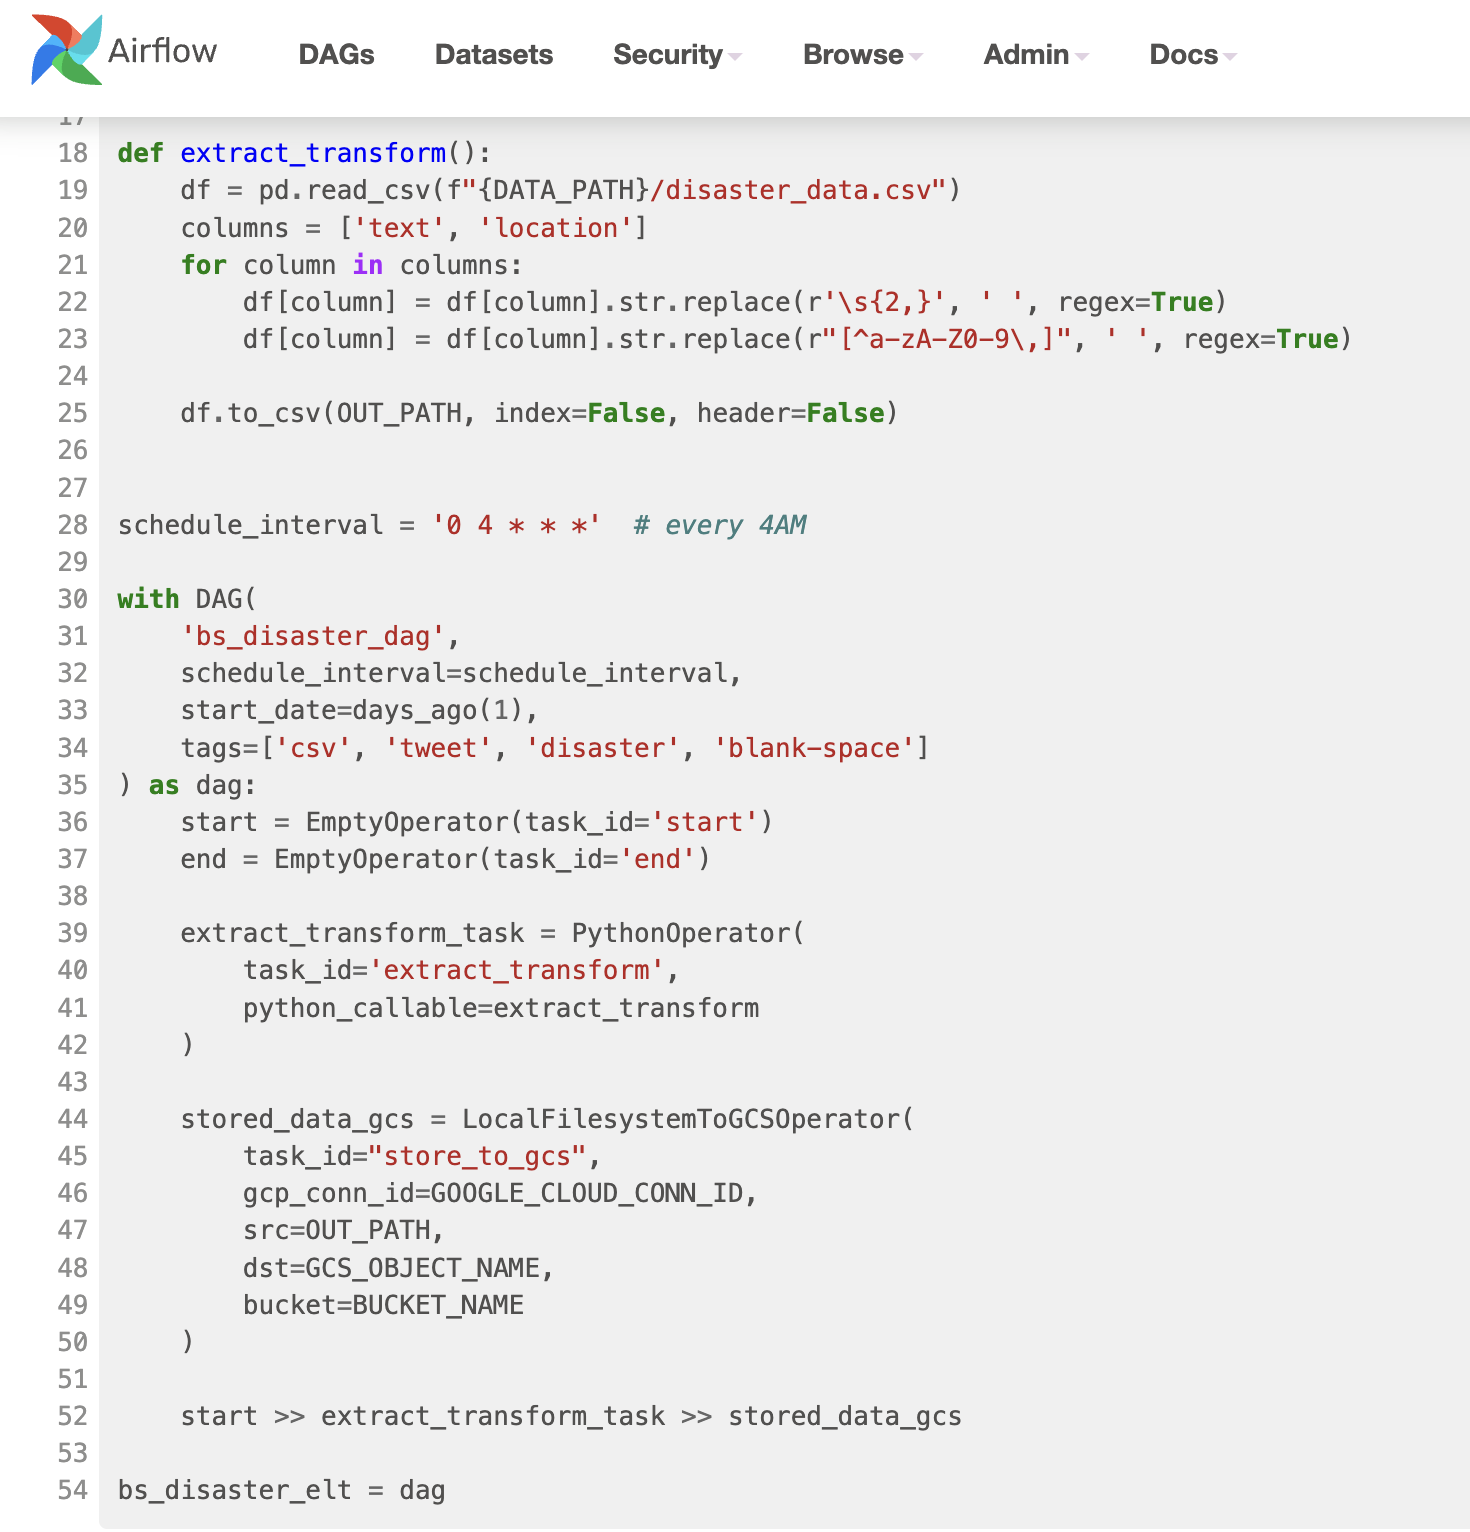 Airflow DAGs Datasets Security Browse Admin Docs
17
18 def extract_transform():
19     df = pd.read_csv(f"{DATA_PATH}/disaster_data.csv")
20     columns = ['text', 'location']
21     for column in columns:
22         df[column] = df[column].str.replace(r'\s{2,}', ' ', regex=True)
23         df[column] = df[column].str.replace(r"[^a-zA-Z0-9\,]", ' ', regex=True)
24
25     df.to_csv(OUT_PATH, index=False, header=False)
26
27
28 schedule_interval = '0 4 * * *'  # every 4AM
29
30 with DAG(
31     'bs_disaster_dag',
32     schedule_interval=schedule_interval,
33     start_date=days_ago(1),
34     tags=['csv', 'tweet', 'disaster', 'blank-space']
35 ) as dag:
36     start = EmptyOperator(task_id='start')
37     end = EmptyOperator(task_id='end')
38
39     extract_transform_task = PythonOperator(
40         task_id='extract_transform',
41         python_callable=extract_transform
42     )
43
44     stored_data_gcs = LocalFilesystemToGCSOperator(
45         task_id="store_to_gcs",
46         gcp_conn_id=GOOGLE_CLOUD_CONN_ID,
47         src=OUT_PATH,
48         dst=GCS_OBJECT_NAME,
49         bucket=BUCKET_NAME
50     )
51
52     start >> extract_transform_task >> stored_data_gcs
53
54 bs_disaster_elt = dag